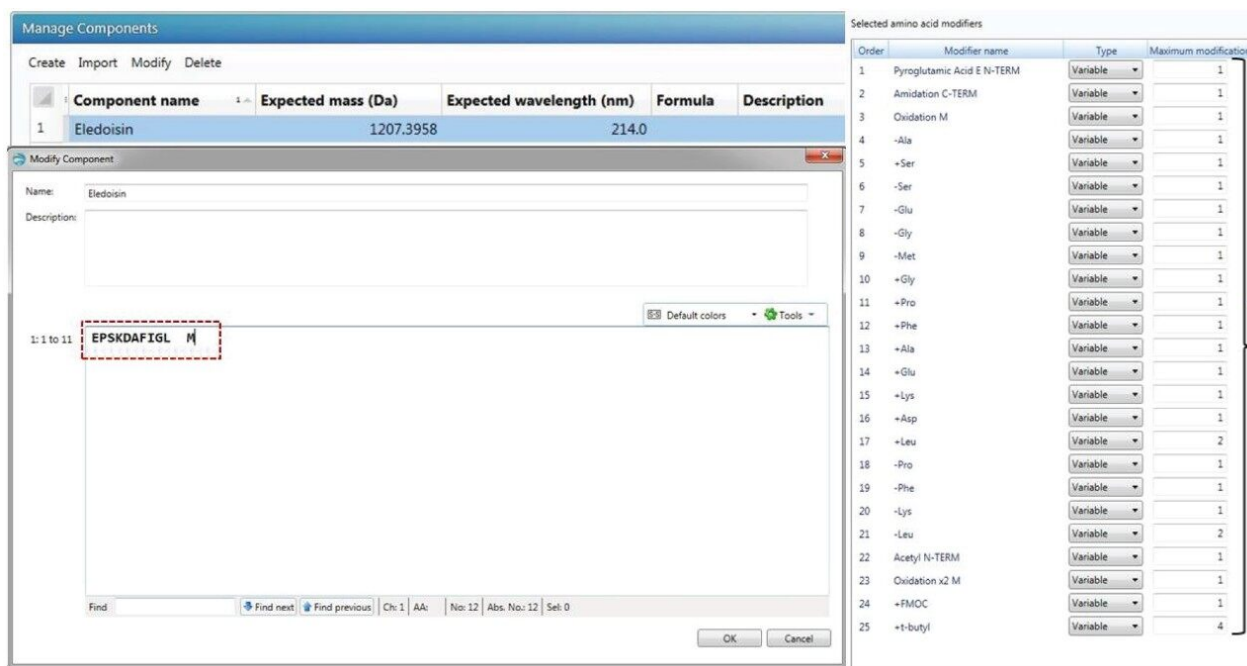 Manage Components
Create Import Modify Delete
Component name 1 Expected mass (Da) Expected wavelength (nm) Formula Description
1 Eledoisin 1207.3958 214.0
Modify Component
Name: Eledoisin
Description:
Default colors Tools
1: 1 to 11 EPSKDAFIGL M
Find Find next Find previous Ch: 1 AA: No: 12 Abs. No.: 12 Sel: 0
OK Cancel
Selected amino acid modifiers
Order Modifier name Type Maximum modification
1 Pyroglutamic Acid E N-TERM Variable 1
2 Amidation C-TERM Variable 1
3 Oxidation M Variable 1
4 -Ala Variable 1
5 +Ser Variable 1
6 -Ser Variable 1
7 -Glu Variable 1
8 -Gly Variable 1
9 -Met Variable 1
10 +Gly Variable 1
11 +Pro Variable 1
12 +Phe Variable 1
13 +Ala Variable 1
14 +Glu Variable 1
15 +Lys Variable 1
16 +Asp Variable 1
17 +Leu Variable 2
18 -Pro Variable 1
19 -Phe Variable 1
20 -Lys Variable 1
21 -Leu Variable 2
22 Acetyl N-TERM Variable 1
23 Oxidation x2 M Variable 1
24 +FMOC Variable 1
25 +t-butyl Variable 4